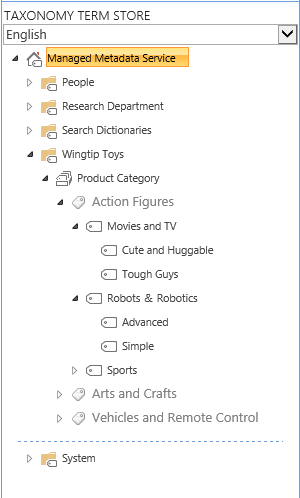 TAXONOMY TERM STORE
English
Managed Metadata Service
People
Research Department
Search Dictionaries
Wingtip Toys
Product Category
Action Figures
Movies and TV
Cute and Huggable
Tough Guys
Robots & Robotics
Advanced
Simple
Sports
Arts and Crafts
Vehicles and Remote Control
System